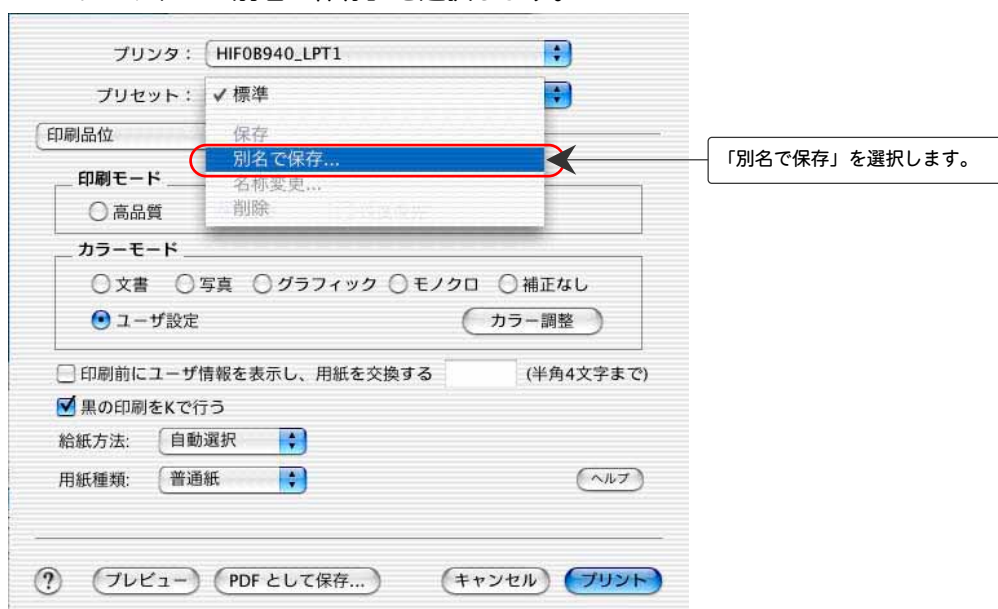 プリンタ： HIF0B940_LPT1
プリセット： ✓標準
保存
印刷品位
別名で保存...
「別名で保存」を選択します。
名称変更...
削除
印刷モード
高品質
カラーモード
文書 写真 グラフィック モノクロ 補正なし
ユーザ設定 カラー調整
印刷前にユーザ情報を表示し、用紙を交換する (半角4文字まで)
黒の印刷をKで行う
給紙方法: 自動選択
用紙種類: 普通紙 ヘルプ
? プレビュー PDF として保存... キャンセル プリント